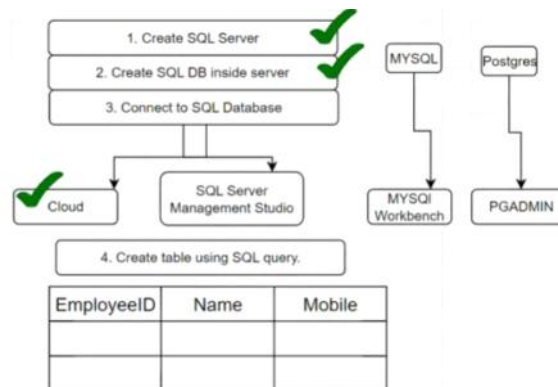 1. Create SQL Server
2. Create SQL DB inside server
3. Connect to SQL Database
Cloud
SQL Server
Management Studio
4. Create table using SQL query.
EmployeeID Name Mobile
MYSQL
MYSQl
Workbench
Postgres
PGADMIN